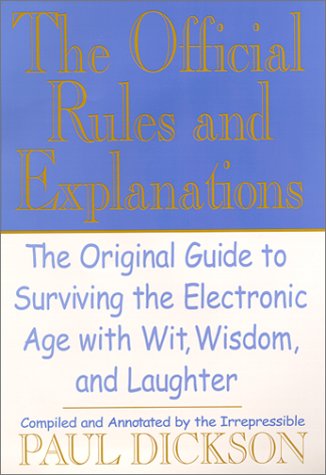 The Official
Rules and
Explanations
The Original Guide to
Surviving the Electronic
Age with Wit, Wisdom,
and Laughter
Compiled and Annotated by the Irrepressible
PAUL DICKSON